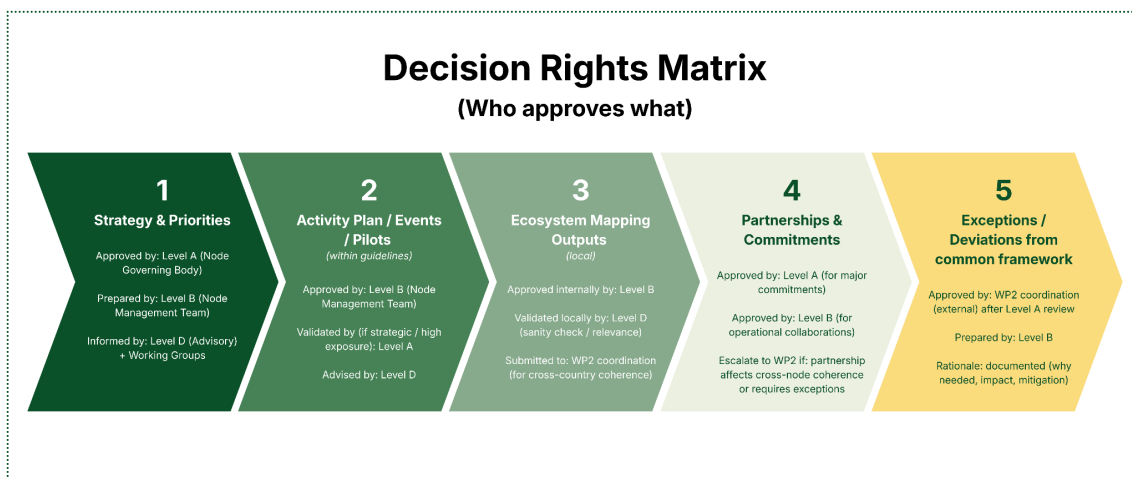 Decision Rights Matrix
(Who approves what)
1
Strategy & Priorities
Approved by: Level A (Node
Governing Body)
Prepared by: Level B (Node
Management Team)
Informed by: Level D (Advisory)
+ Working Groups
2
Activity Plan / Events
/ Pilots
(within guidelines)
Approved by: Level B (Node
Management Team)
Validated by (if strategic / high
exposure): Level A
Advised by: Level D
3
Ecosystem Mapping
Outputs
(local)
Approved internally by: Level B
Validated locally by: Level D
(sanity check / relevance)
Submitted to: WP2 coordination
(for cross-country coherence)
4
Partnerships &
Commitments
Approved by: Level A (for major
commitments)
Approved by: Level B (for
operational collaborations)
Escalate to WP2 if: partnership
affects cross-node coherence
or requires exceptions
5
Exceptions /
Deviations from
common framework
Approved by: WP2 coordination
(external) after Level A review
Prepared by: Level B
Rationale: documented (why
needed, impact, mitigation)